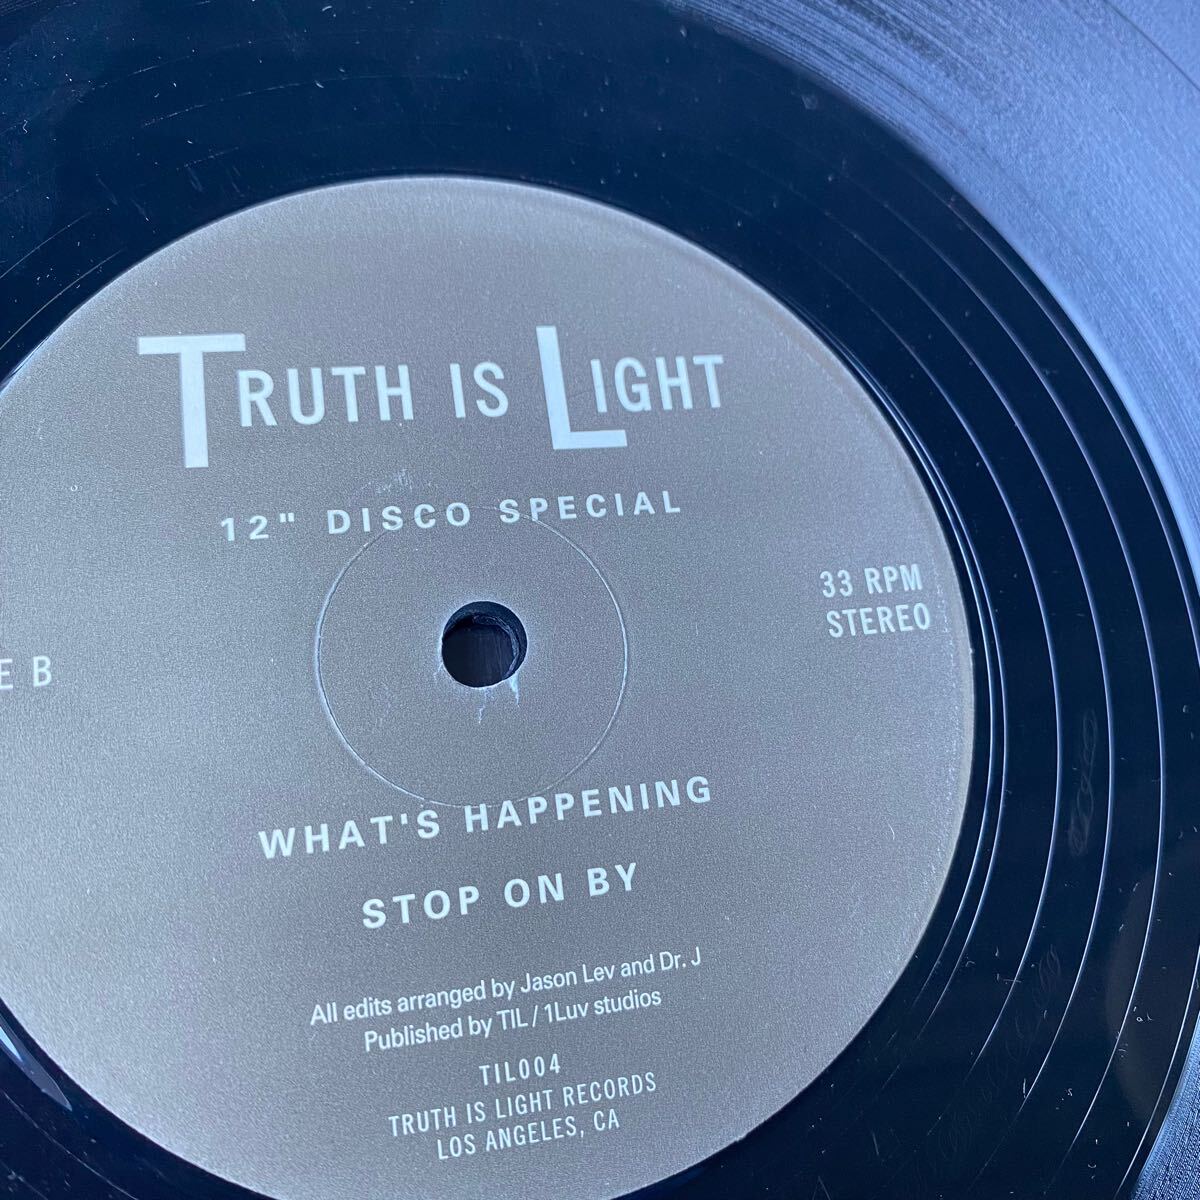 TRUTH IS LIGHT
12" DISCO SPECIAL
33 RPM
STEREO
E B
WHAT'S HAPPENING
STOP ON BY
All edits arranged by Jason Lev and Dr. J
Published by TIL / 1Luv studios
TIL004
TRUTH IS LIGHT RECORDS
LOS ANGELES, CA